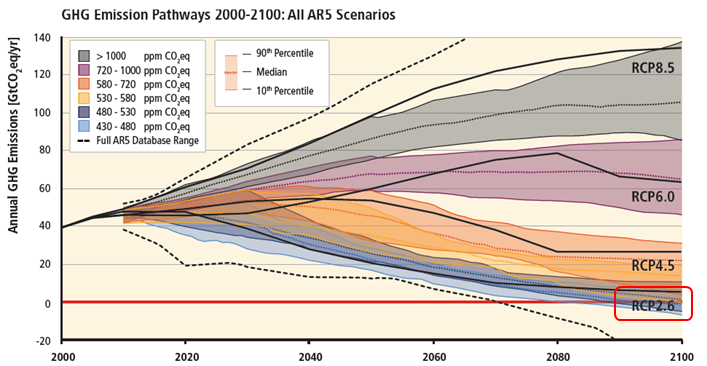 GHG Emission Pathways 2000-2100: All AR5 Scenarios
Annual GHG Emissions [GtCO2eq/yr]
140
120
100
80
60
40
20
0
-20
> 1000 ppm CO2eq
720 - 1000 ppm CO2eq
580 - 720 ppm CO2eq
530 - 580 ppm CO2eq
480 - 530 ppm CO2eq
430 - 480 ppm CO2eq
Full AR5 Database Range
90th Percentile
Median
10th Percentile
RCP8.5
RCP6.0
RCP4.5
RCP2.6
2000
2020
2040
2060
2080
2100